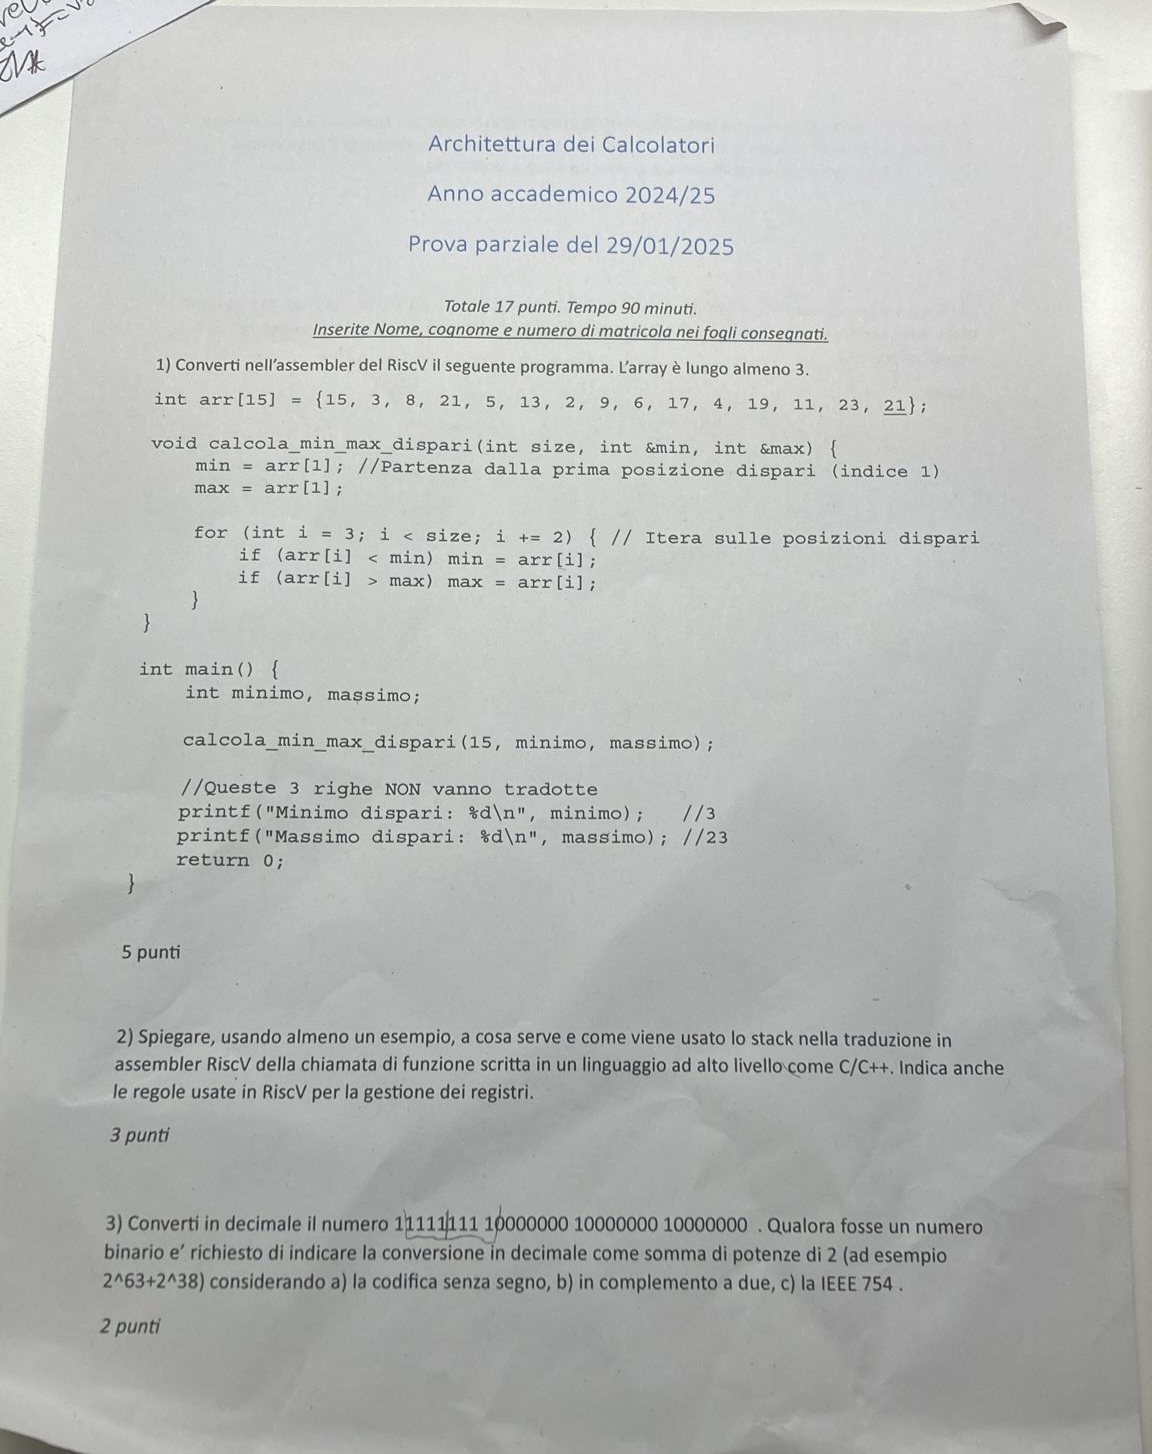 Architettura dei Calcolatori
Anno accademico 2024/25
Prova parziale del 29/01/2025
Totale 17 punti. Tempo 90 minuti.
Inserite Nome, cognome e numero di matricola nei fogli consegnati.
1) Converti nell'assembler del RiscV il seguente programma. L'array è lungo almeno 3.
int arr[15] = {15, 3, 8, 21, 5, 13, 2, 9, 6, 17, 4, 19, 11, 23, 21};
void calcola_min_max_dispari(int size, int &min, int &max) {
min = arr[1]; //Partenza dalla prima posizione dispari (indice 1)
max = arr[1];
for (int i = 3; i < size; i += 2) { // Itera sulle posizioni dispari
if (arr[i] < min) min = arr[i];
if (arr[i] > max) max = arr[i];
}
}
int main() {
int minimo, massimo;
calcola_min_max_dispari(15, minimo, massimo);
//Queste 3 righe NON vanno tradotte
printf("Minimo dispari: %d\n", minimo); //3
printf("Massimo dispari: %d\n", massimo); //23
return 0;
}
5 punti
2) Spiegare, usando almeno un esempio, a cosa serve e come viene usato lo stack nella traduzione in
assembler RiscV della chiamata di funzione scritta in un linguaggio ad alto livello come C/C++. Indica anche
le regole usate in RiscV per la gestione dei registri.
3 punti
3) Converti in decimale il numero 11111111 10000000 10000000 10000000 . Qualora fosse un numero
binario e' richiesto di indicare la conversione in decimale come somma di potenze di 2 (ad esempio
2^63+2^38) considerando a) la codifica senza segno, b) in complemento a due, c) la IEEE 754 .
2 punti